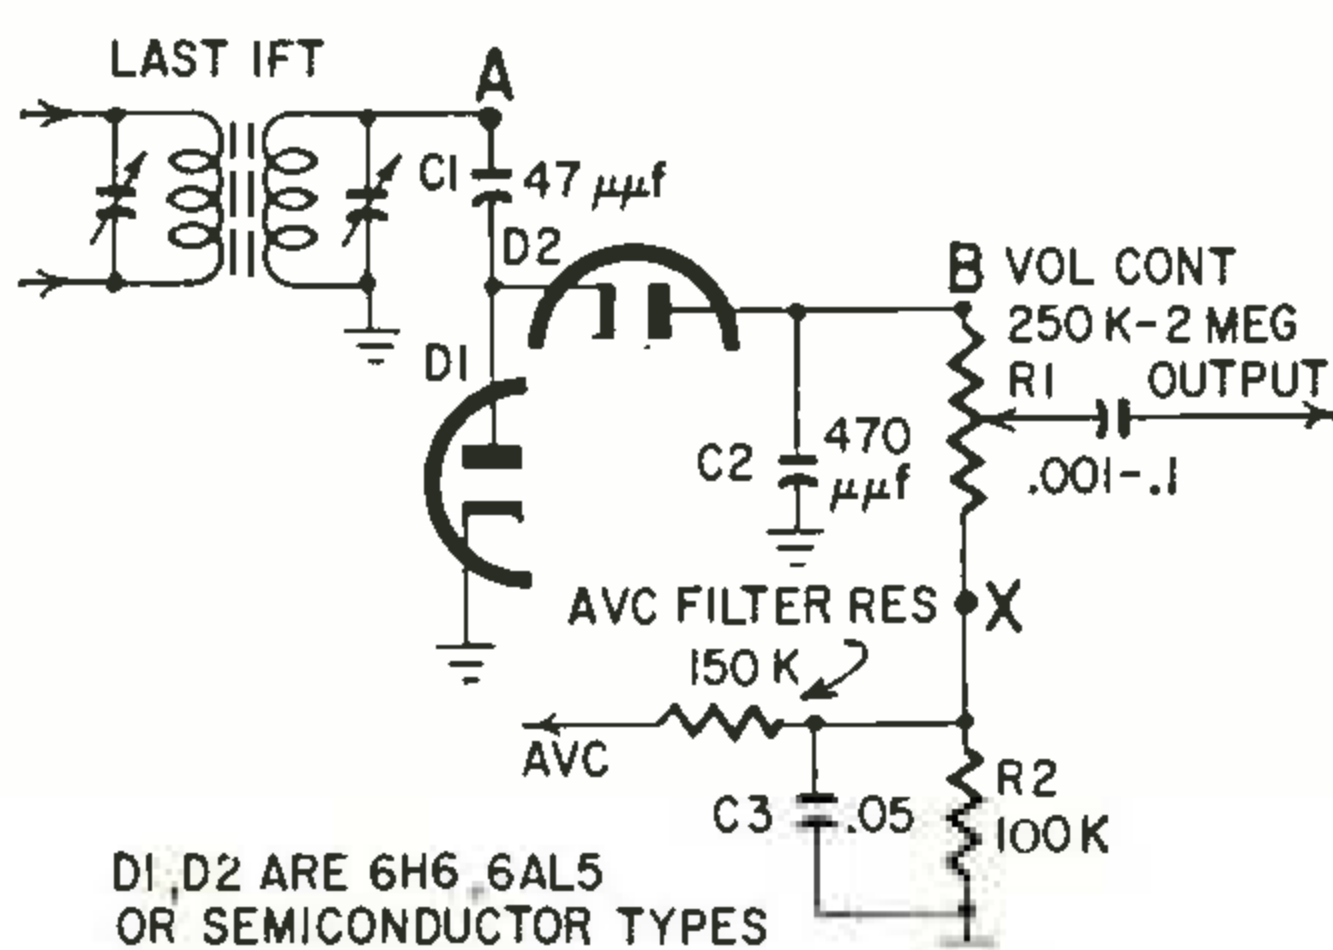 LAST IFT
A
C1 47 μμf
D2
B VOL CONT
250 K-2 MEG
R1 OUTPUT
D1
C2 470
μμf
.001-.1
AVC FILTER RES
150 K
X
AVC
C3 .05
R2
100 K
D1, D2 ARE 6H6, 6AL5
OR SEMICONDUCTOR TYPES